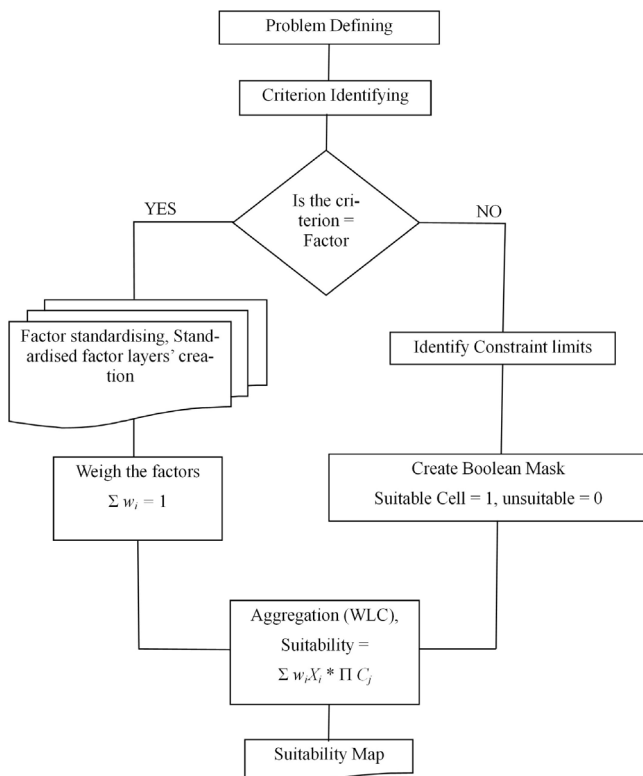 Problem Defining
Criterion Identifying
Is the cri-
terion =
Factor
YES
NO
Factor standardising, Stand-
ardised factor layers' crea-
tion
Identify Constraint limits
Weigh the factors
Σ wᵢ = 1
Create Boolean Mask
Suitable Cell = 1, unsuitable = 0
Aggregation (WLC),
Suitability =
Σ wᵢXᵢ * Π Cⱼ
Suitability Map